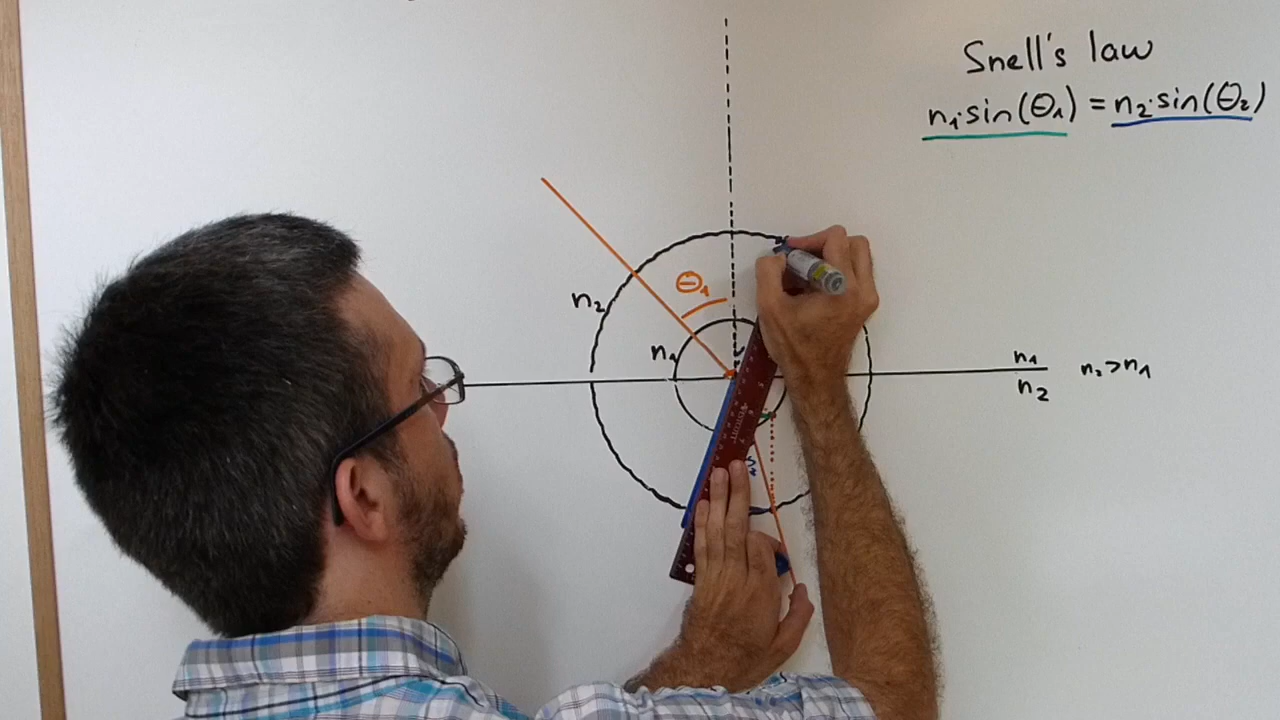 Snell's law
n₁·sin(Θ₁) = n₂·sin(Θ₂)
Θ₁
n₂
n₁
n₁
n₂ n₂>n₁